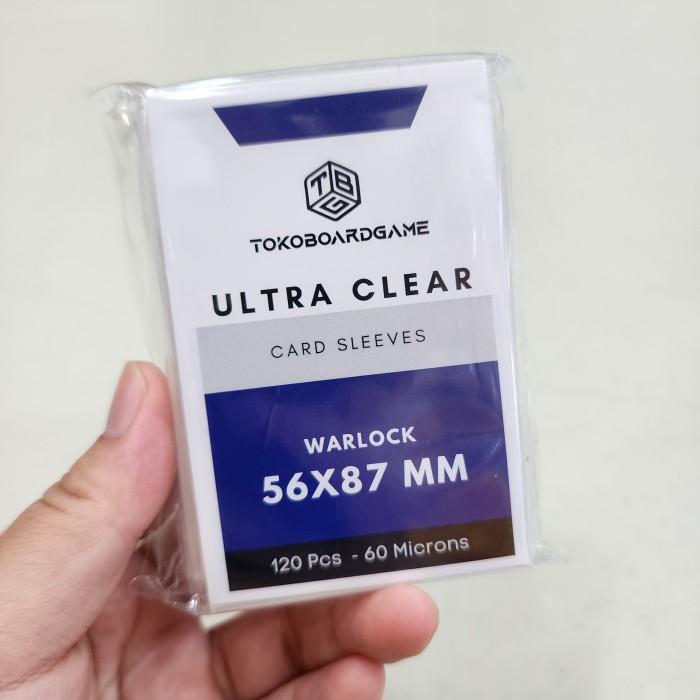 TBG
TOKOBOARDGAME
ULTRA CLEAR
CARD SLEEVES
WARLOCK
56X87 MM
120 Pcs - 60 Microns